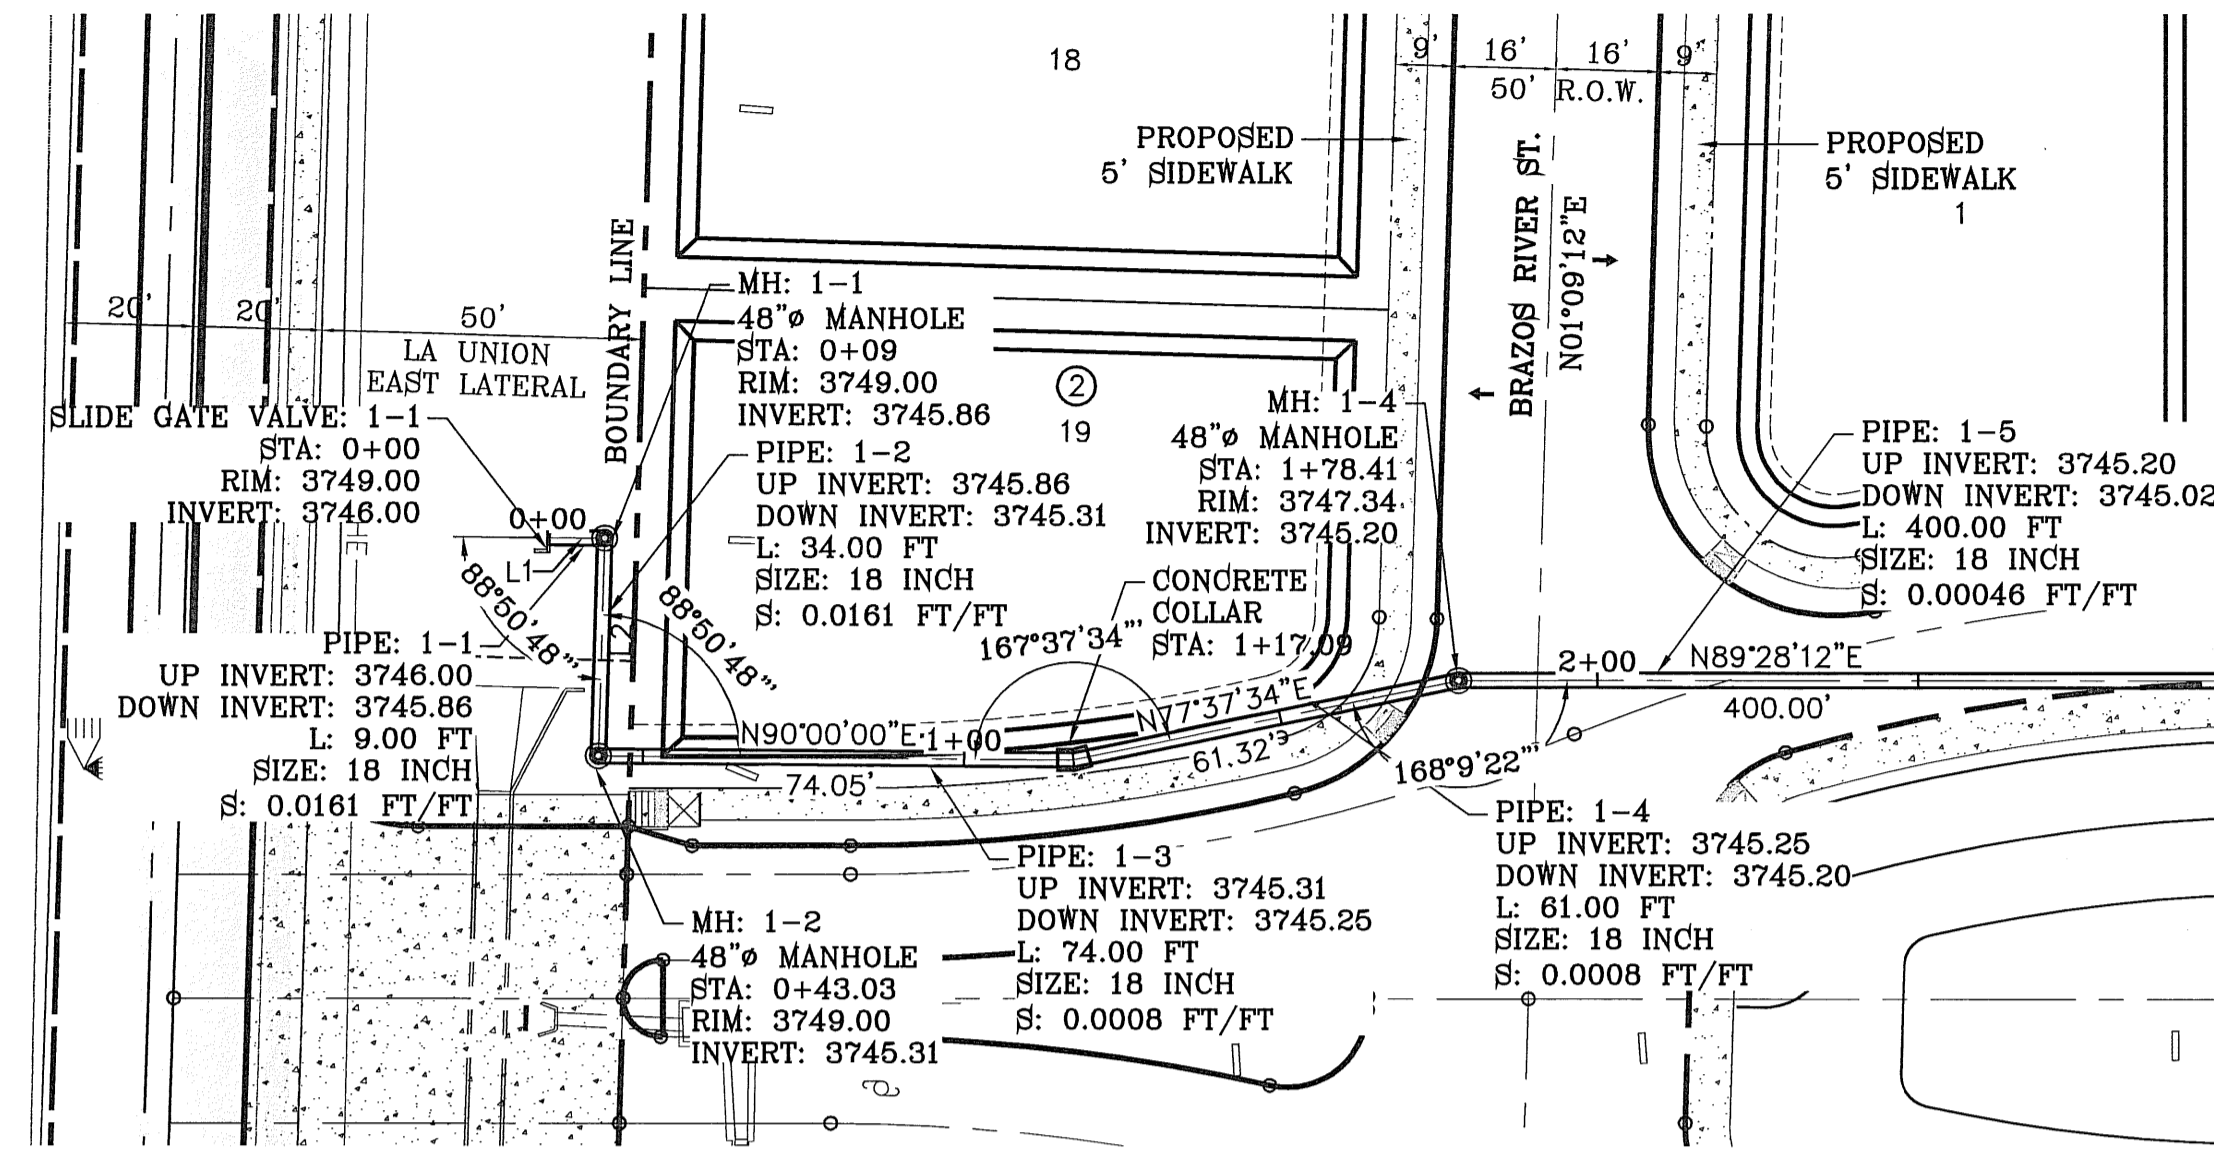 18
9'
16'
16'
9'
50' R.O.W.
PROPOSED
5' SIDEWALK
PROPOSED
5' SIDEWALK
1
BRAZOS RIVER ST.
N01°09'12"E
20'
20'
50'
LA UNION
EAST LATERAL
BOUNDARY LINE
MH: 1-1
48"ø MANHOLE
STA: 0+09
RIM: 3749.00
INVERT: 3745.86
2
19
SLIDE GATE VALVE: 1-1
STA: 0+00
RIM: 3749.00
INVERT: 3746.00
PIPE: 1-2
UP INVERT: 3745.86
DOWN INVERT: 3745.31
L: 34.00 FT
SIZE: 18 INCH
S: 0.0161 FT/FT
MH: 1-4
48"ø MANHOLE
STA: 1+78.41
RIM: 3747.34
INVERT: 3745.20
PIPE: 1-5
UP INVERT: 3745.20
DOWN INVERT: 3745.02
L: 400.00 FT
SIZE: 18 INCH
S: 0.00046 FT/FT
0+00
L1
88°50'48"'
88°50'48"'
CONCRETE
COLLAR
STA: 1+17.09
167°37'34"'
PIPE: 1-1
UP INVERT: 3746.00
DOWN INVERT: 3745.86
L: 9.00 FT
SIZE: 18 INCH
S: 0.0161 FT/FT
N90°00'00"E
1+00
74.05'
N77°37'34"E
61.32'
2+00
N89°28'12"E
400.00'
168°9'22"'
PIPE: 1-4
UP INVERT: 3745.25
DOWN INVERT: 3745.20
L: 61.00 FT
SIZE: 18 INCH
S: 0.0008 FT/FT
PIPE: 1-3
UP INVERT: 3745.31
DOWN INVERT: 3745.25
L: 74.00 FT
SIZE: 18 INCH
S: 0.0008 FT/FT
MH: 1-2
48"ø MANHOLE
STA: 0+43.03
RIM: 3749.00
INVERT: 3745.31